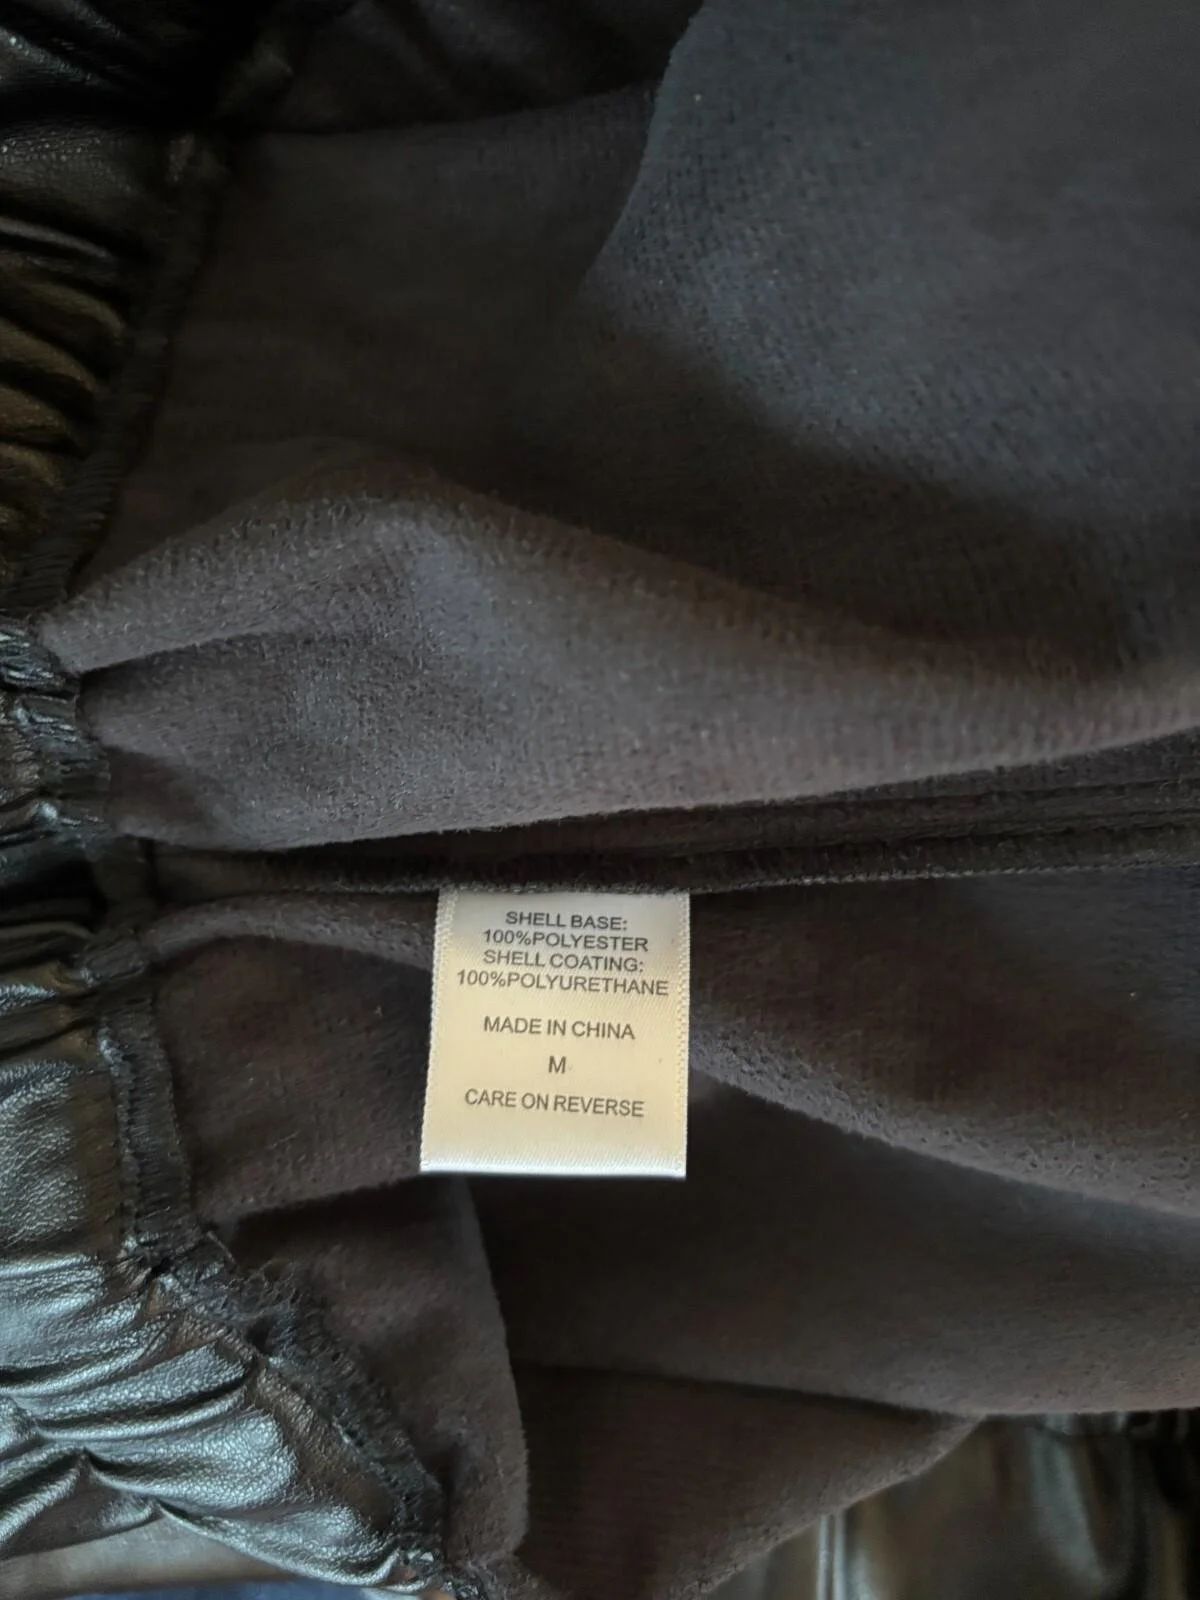 SHELL BASE:
100%POLYESTER
SHELL COATING:
100%POLYURETHANE
MADE IN CHINA
M
CARE ON REVERSE